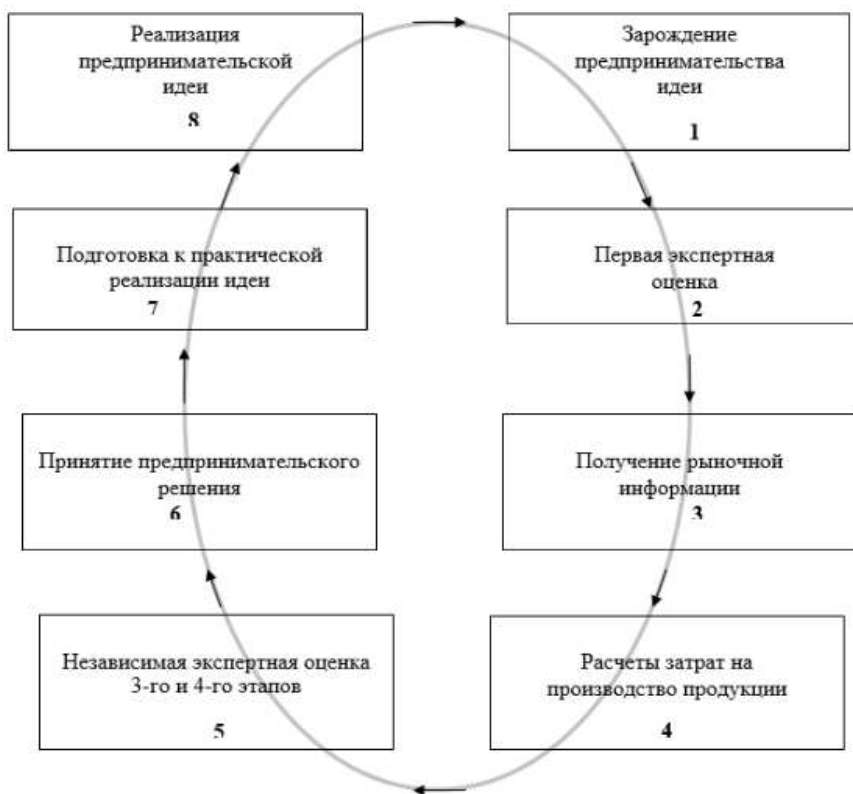 Зарождение
предпринимательства
идеи
1
Первая экспертная
оценка
2
Получение рыночной
информации
3
Расчеты затрат на
производство продукции
4
Независимая экспертная оценка
3-го и 4-го этапов
5
Принятие предпринимательского
решения
6
Подготовка к практической
реализации идеи
7
Реализация
предпринимательской
идеи
8